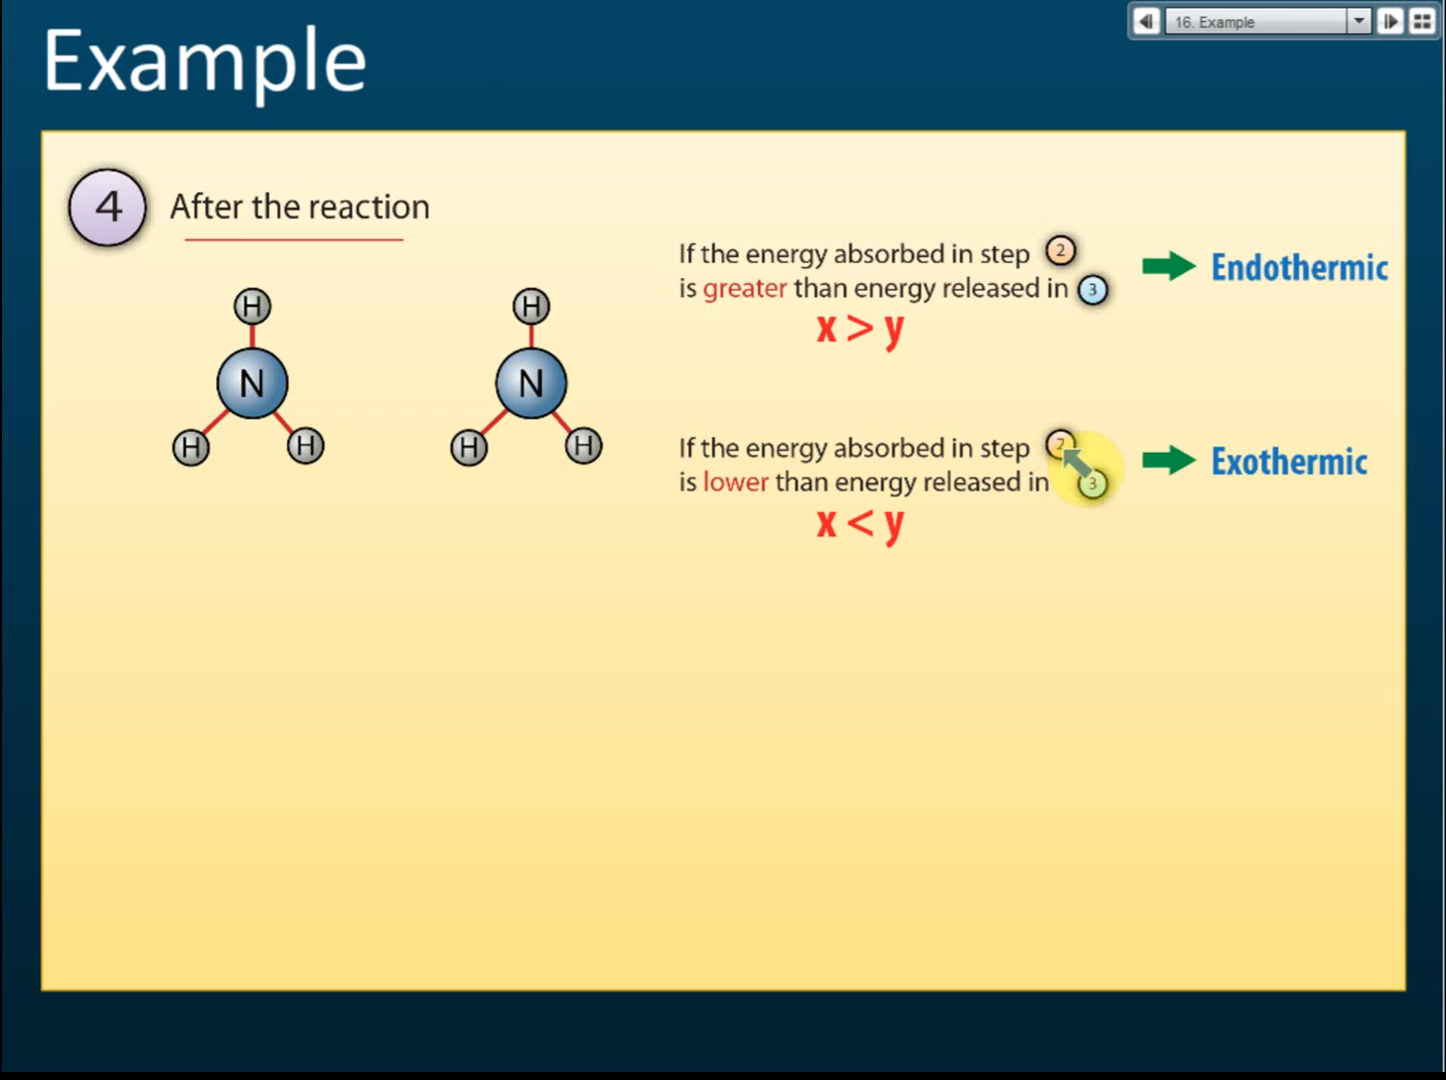 16. Example
Example
4 After the reaction
If the energy absorbed in step 2
is greater than energy released in 3
x > y
Endothermic
H
N
H
H
H
N
H
H
If the energy absorbed in step 2
is lower than energy released in 3
x < y
Exothermic